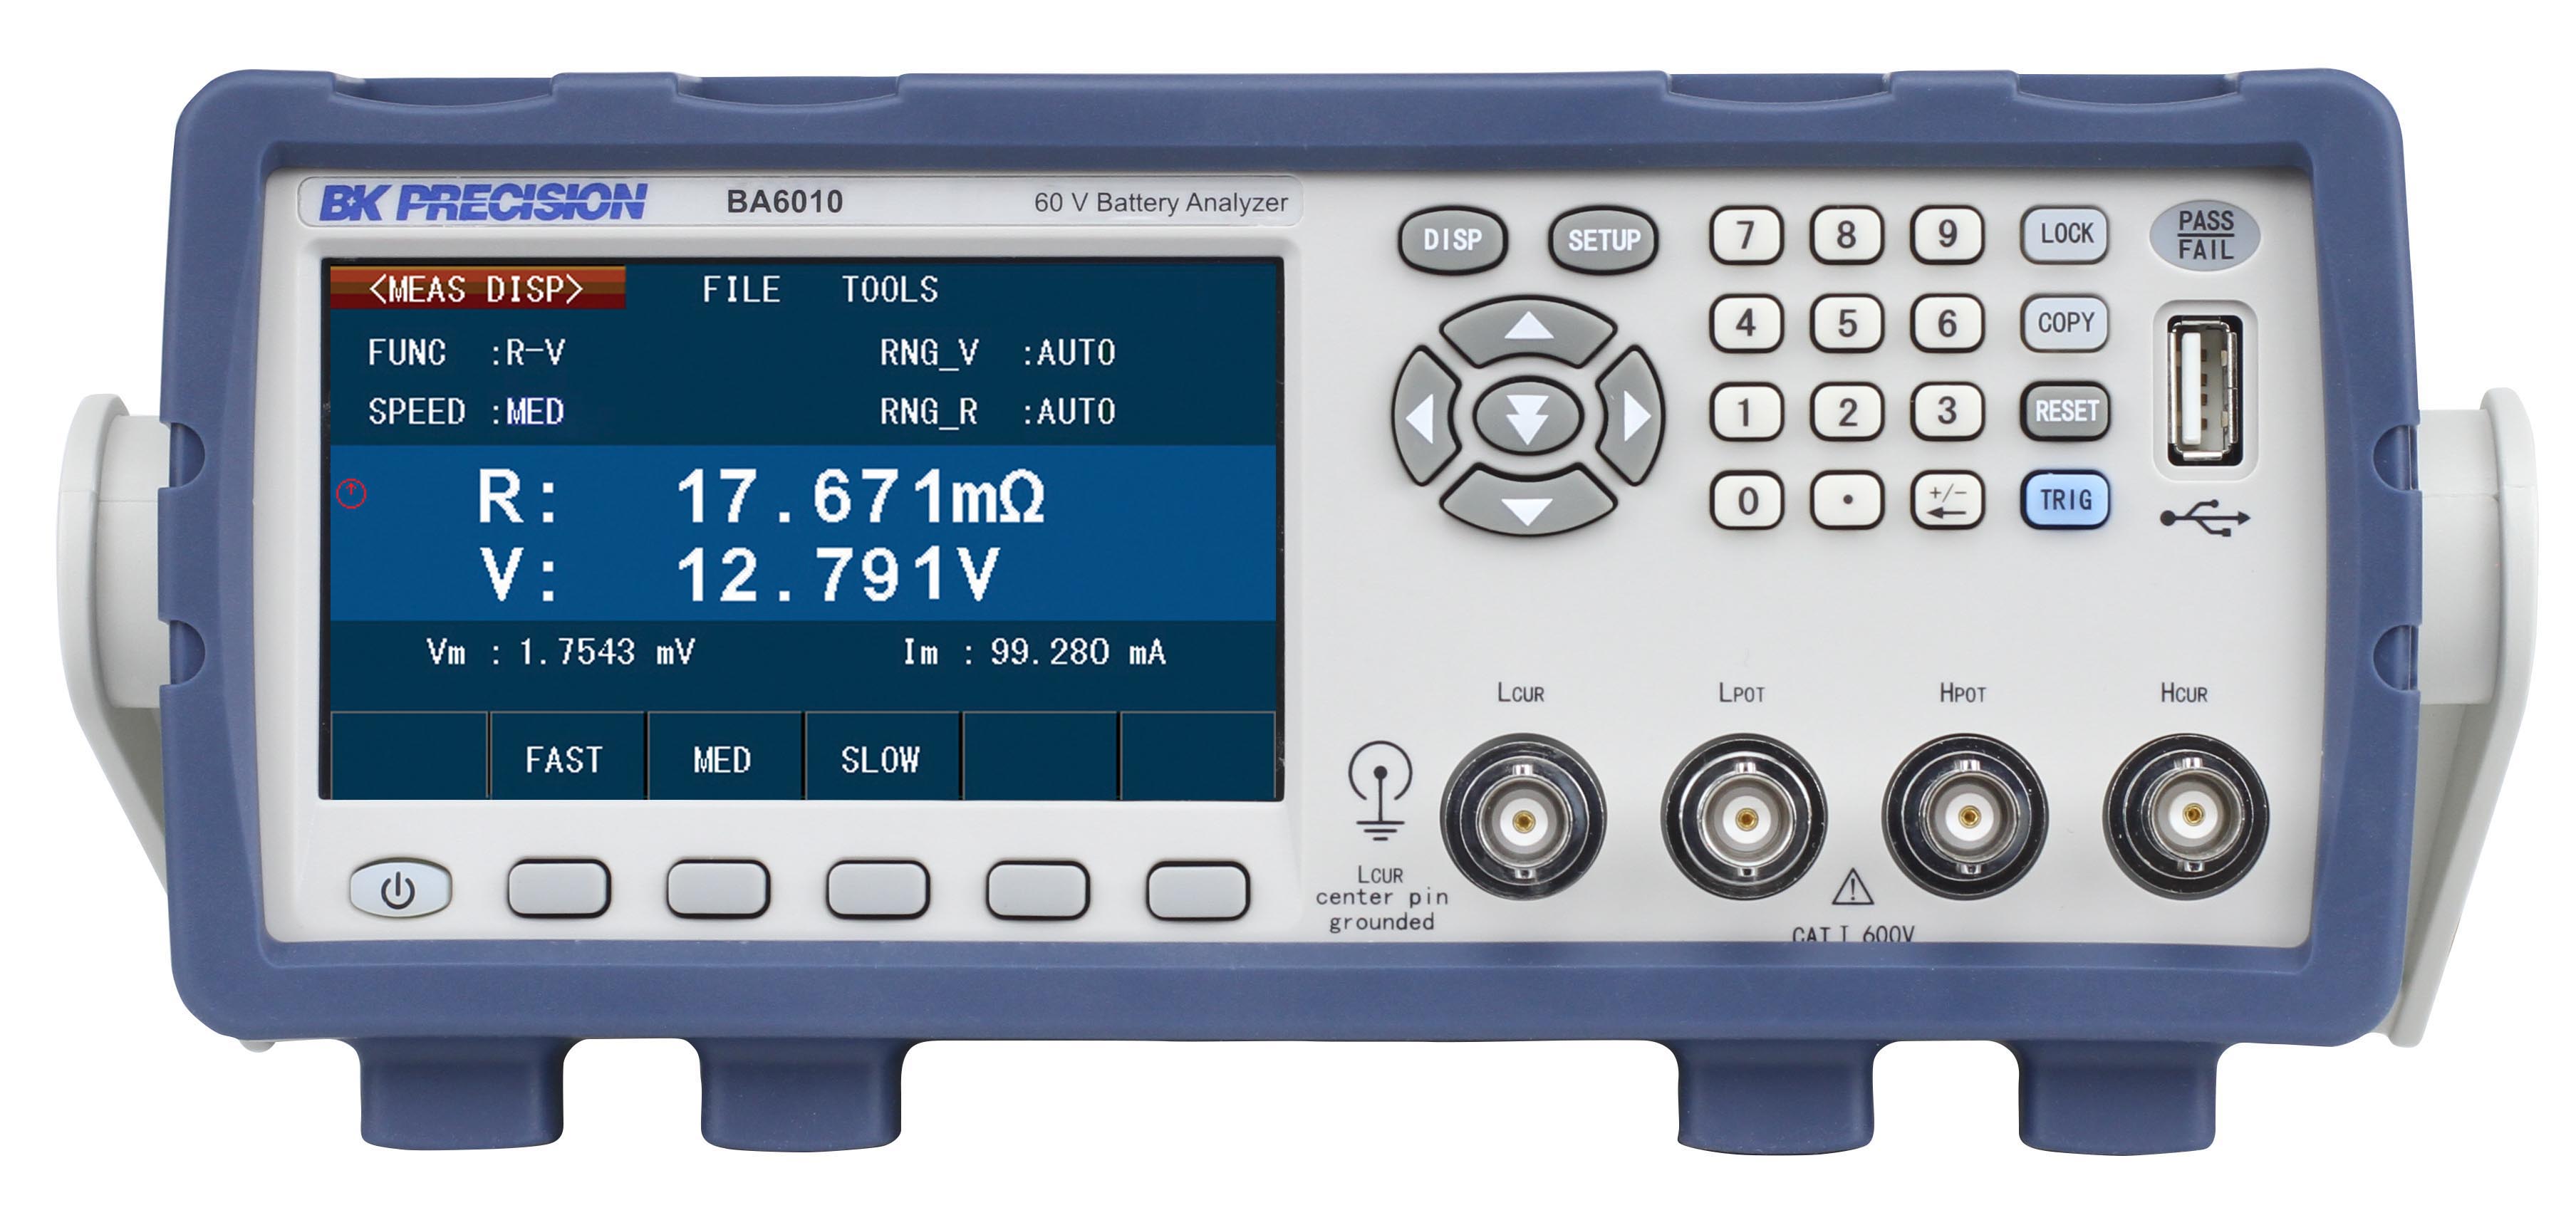 BK PRECISION BA6010 60 V Battery Analyzer
<MEAS DISP> FILE TOOLS
FUNC :R-V RNG_V :AUTO
SPEED :MED RNG_R :AUTO
R: 17.671mΩ
V: 12.791V
Vm : 1.7543 mV Im : 99.280 mA
FAST MED SLOW
DISP SETUP
7 8 9 LOCK
4 5 6 COPY
1 2 3 RESET
0 . +/- TRIG
PASS
FAIL
LCUR LPOT HPOT HCUR
LCUR
center pin
grounded
CAT I 600V